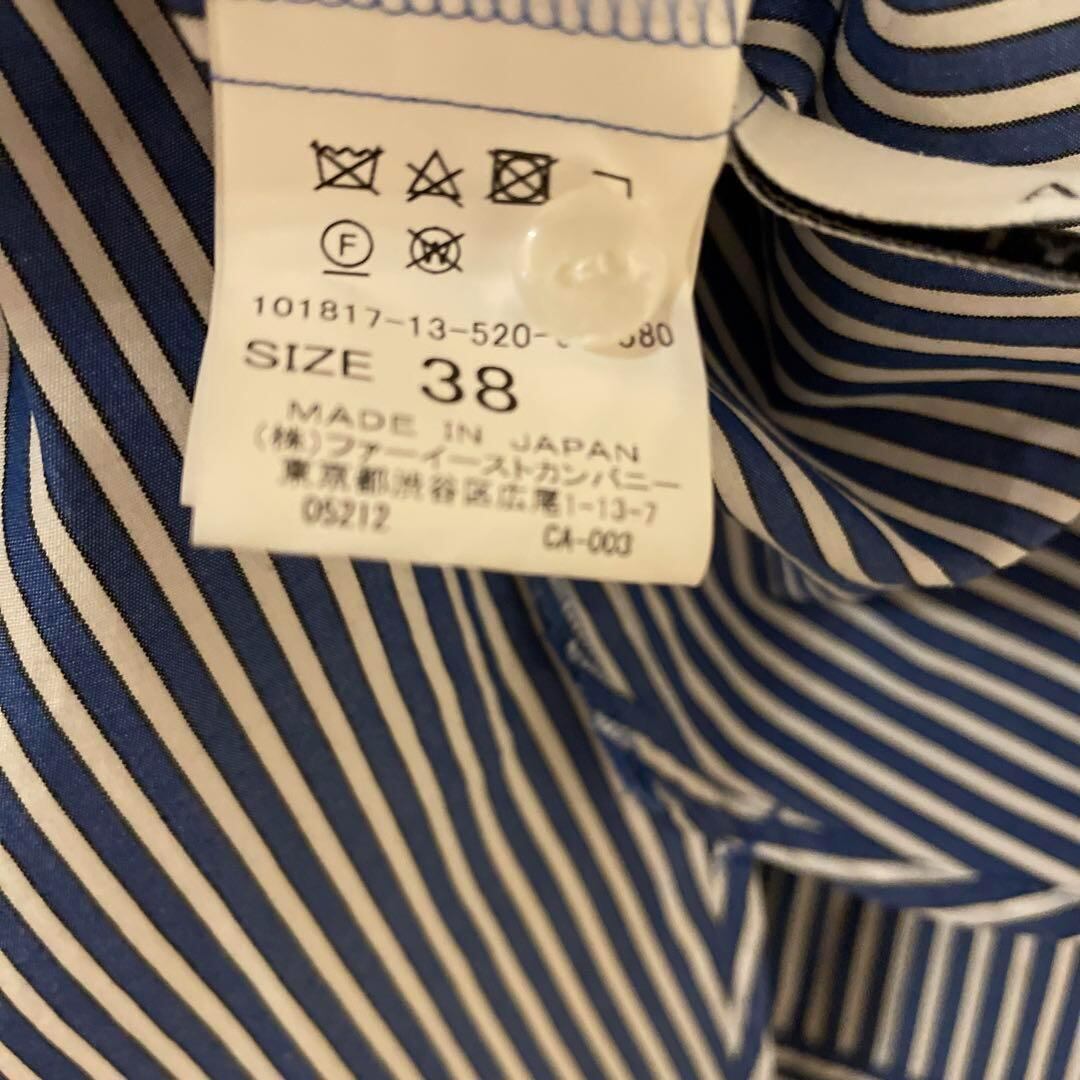 F
W
101817-13-520-
SIZE 38
MADE IN JAPAN
(株)ファーイーストカンパニー
東京都渋谷区広尾1-13-7
05212 CA-003